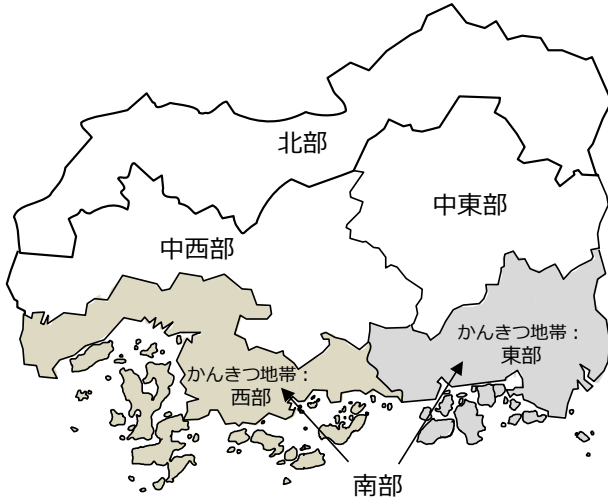 北部
中東部
中西部
かんきつ地帯：
東部
かんきつ地帯：
西部
南部